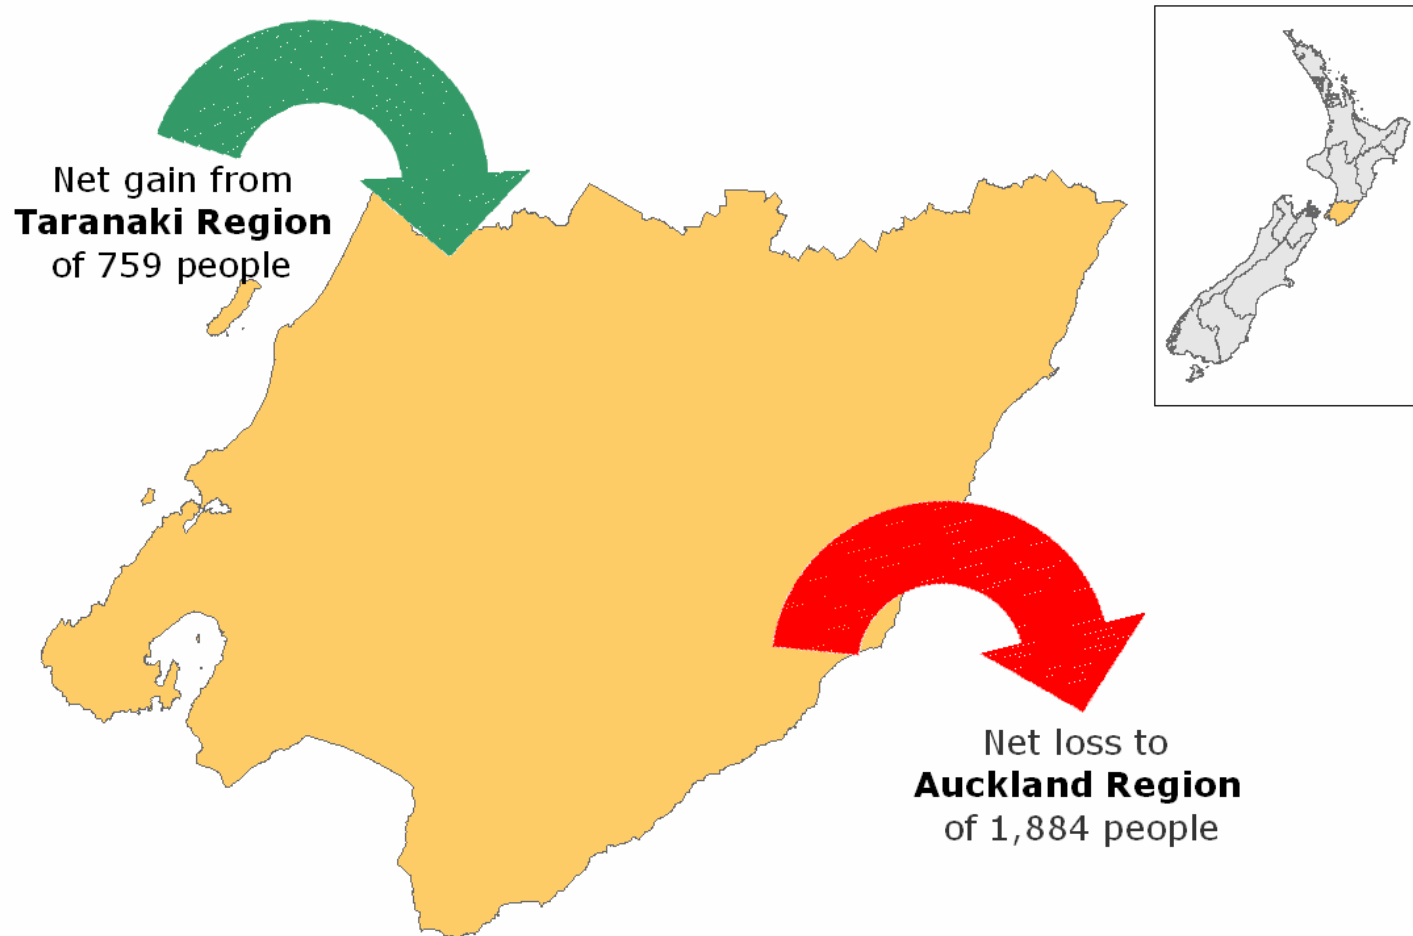 Net gain from
Taranaki Region
of 759 people
Net loss to
Auckland Region
of 1,884 people